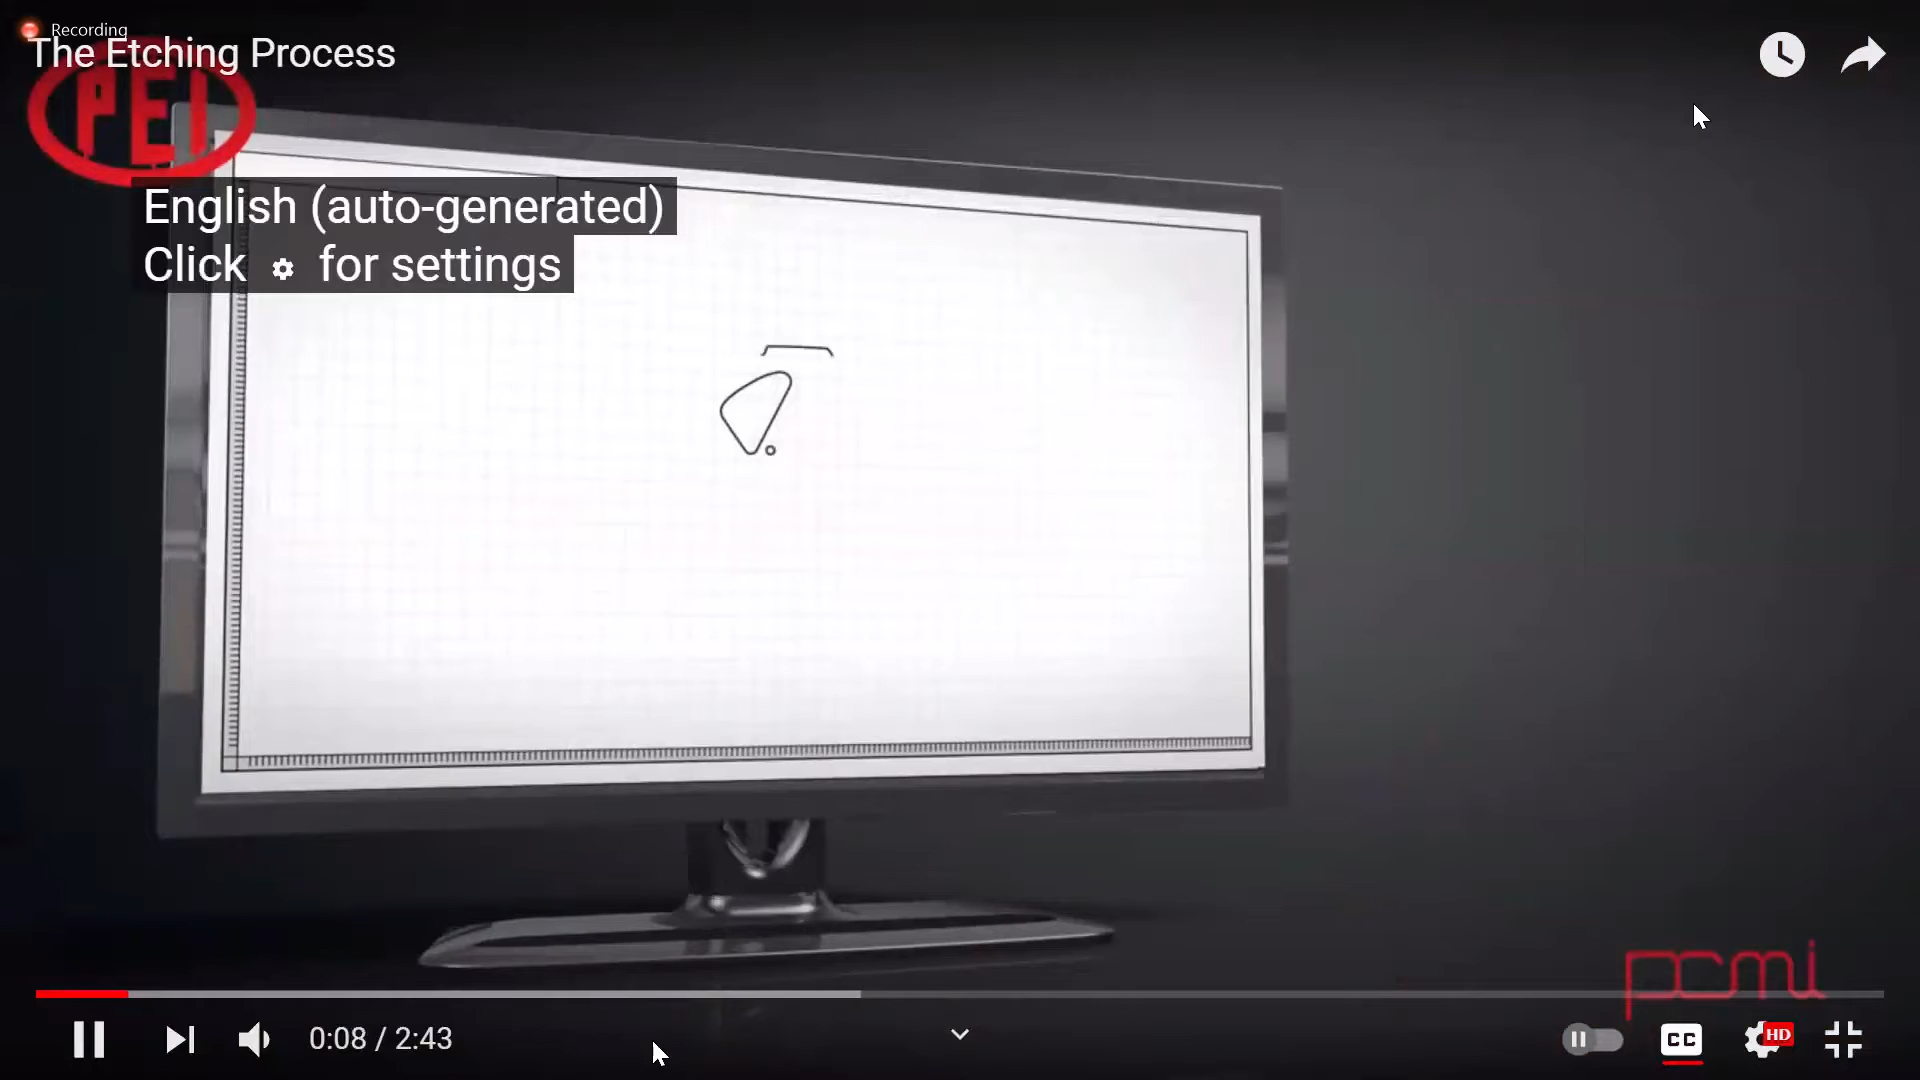 Recording
The Etching Process
PEI
English (auto-generated)
Click for settings
pcmi
0:08 / 2:43
CC
HD